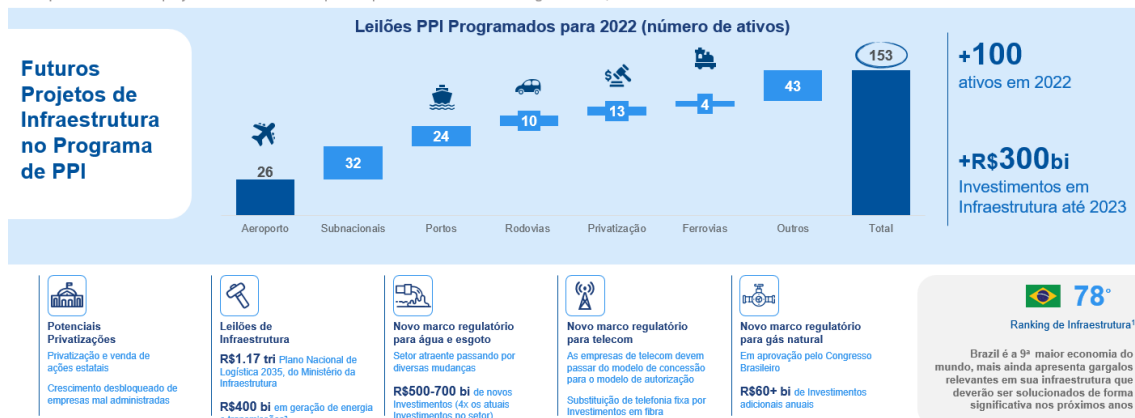 Leilões PPI Programados para 2022 (número de ativos)
Futuros
Projetos de
Infraestrutura
no Programa
de PPI
26
32
24
10
13
4
43
153
Aeroporto
Subnacionais
Portos
Rodovias
Privatização
Ferrovias
Outros
Total
+100
ativos em 2022
+R$300bi
Investimentos em
Infraestrutura até 2023
Potenciais
Privatizações
Privatização e venda de
ações estatais
Crescimento desbloqueado de
empresas mal administradas
Leilões de
Infraestrutura
R$1.17 tri Plano Nacional de
Logística 2035, do Ministério da
Infraestrutura
R$400 bi em geração de energia
Novo marco regulatório
para água e esgoto
Setor atraente passando por
diversas mudanças
R$500-700 bi de novos
Investimentos (4x os atuais
Investimentos no setor)
Novo marco regulatório
para telecom
As empresas de telecom devem
passar do modelo de concessão
para o modelo de autorização
Substituição de telefonia fixa por
Investimentos em fibra
Novo marco regulatório
para gás natural
Em aprovação pelo Congresso
Brasileiro
R$60+ bi de Investimentos
adicionais anuais
78°
Ranking de Infraestrutura¹
Brazil é a 9ª maior economia do
mundo, mais ainda apresenta gargalos
relevantes em sua infraestrutura que
deverão ser solucionados de forma
significativa nos próximos anos